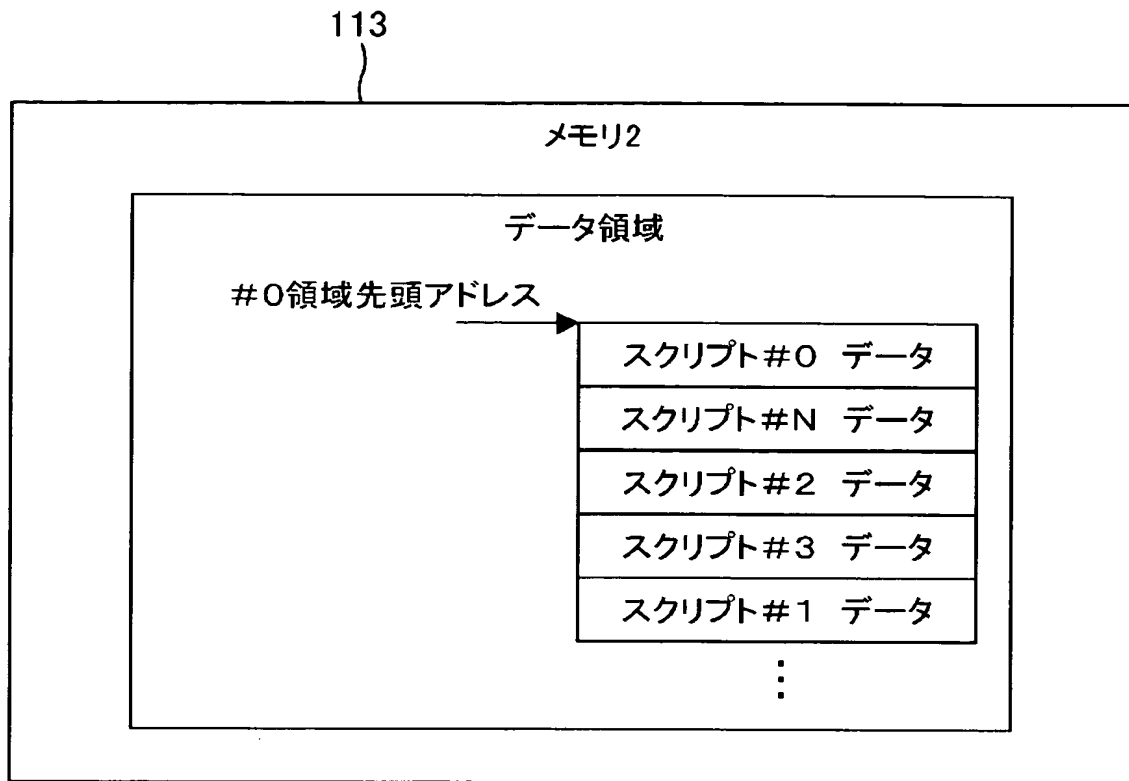 113
メモリ2
データ領域
#0領域先頭アドレス
スクリプト#0 データ
スクリプト#N データ
スクリプト#2 データ
スクリプト#3 データ
スクリプト#1 データ
⋮